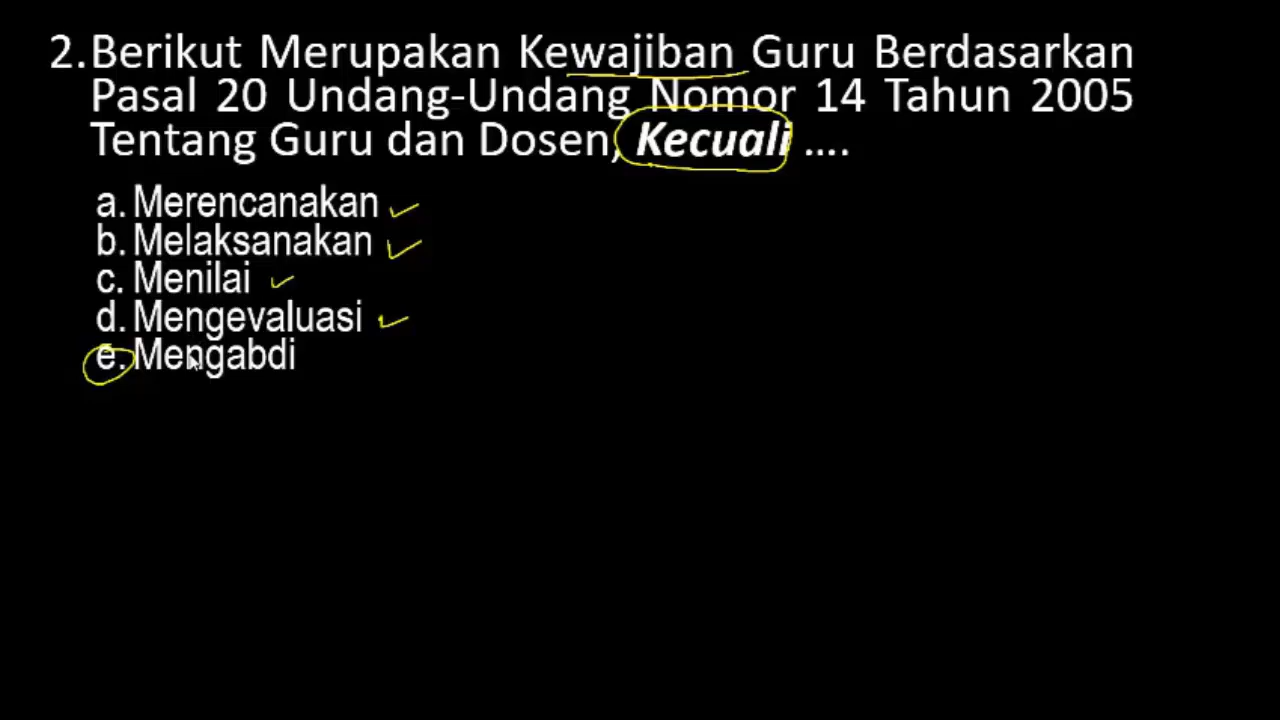 2. Berikut Merupakan Kewajiban Guru Berdasarkan
Pasal 20 Undang-Undang Nomor 14 Tahun 2005
Tentang Guru dan Dosen, Kecuali ....
a. Merencanakan
b. Melaksanakan
c. Menilai
d. Mengevaluasi
e. Mengabdi